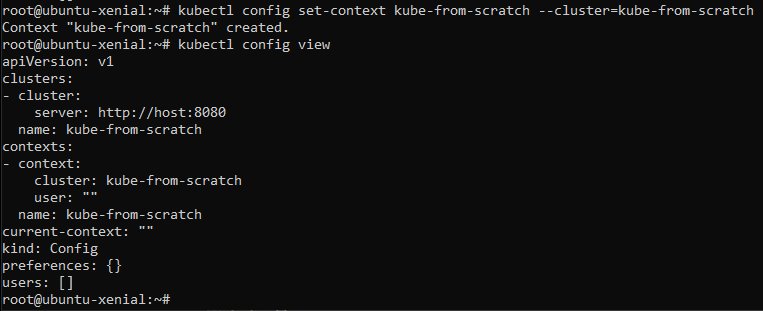 root@ubuntu-xenial:~# kubectl config set-context kube-from-scratch --cluster=kube-from-scratch
Context "kube-from-scratch" created.
root@ubuntu-xenial:~# kubectl config view
apiVersion: v1
clusters:
- cluster:
    server: http://host:8080
  name: kube-from-scratch
contexts:
- context:
    cluster: kube-from-scratch
    user: ""
  name: kube-from-scratch
current-context: ""
kind: Config
preferences: {}
users: []
root@ubuntu-xenial:~#